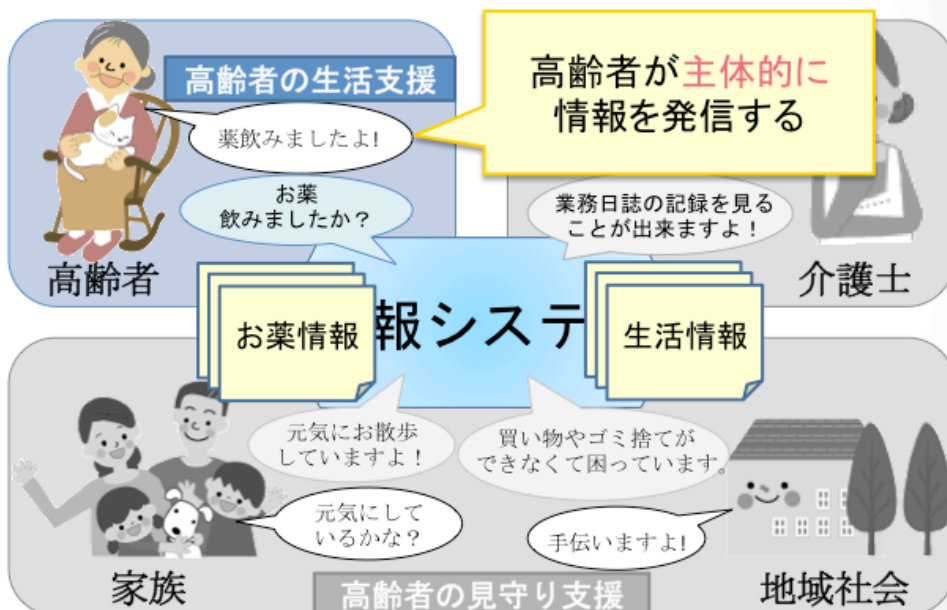 高齢者の生活支援
高齢者が主体的に
情報を発信する
薬飲みましたよ!
お薬
飲みましたか？
業務日誌の記録を見る
ことが出来ますよ！
高齢者
介護士
お薬情報
報システ
生活情報
元気にお散歩
していますよ！
買い物やゴミ捨てが
できなくて困っています。
元気にして
いるかな？
手伝いますよ!
家族
高齢者の見守り支援
地域社会